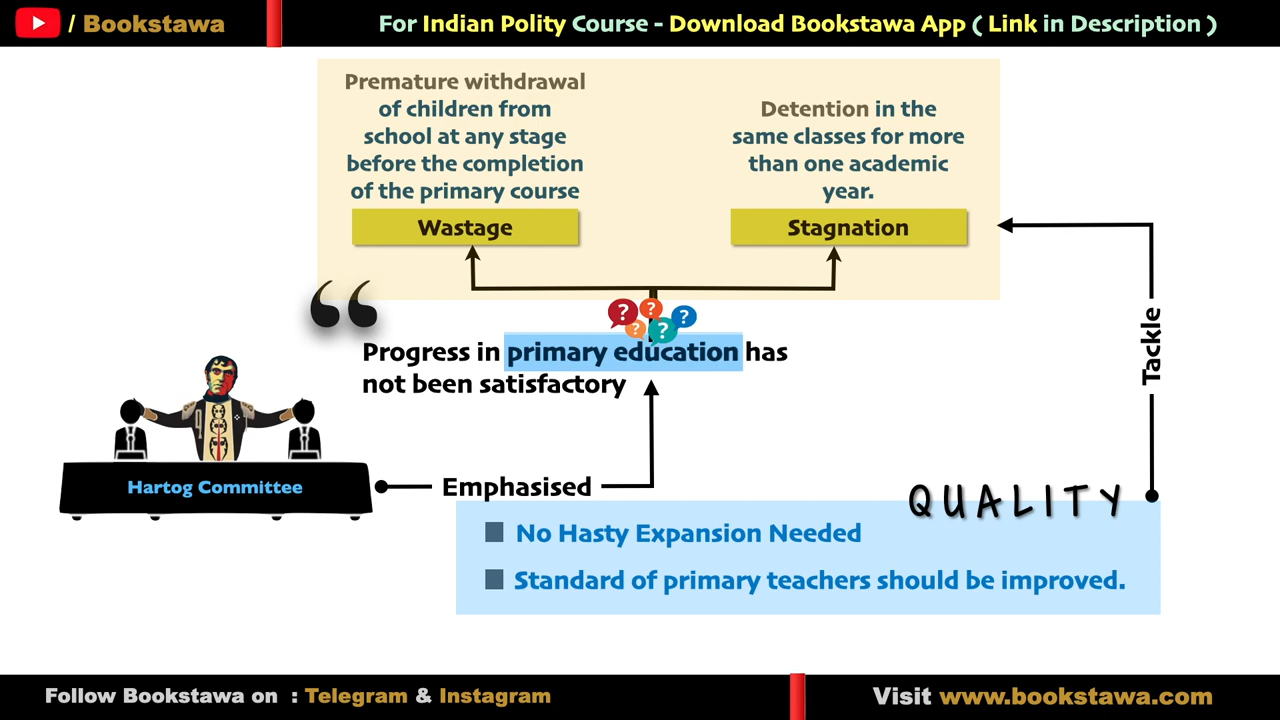 / Bookstawa
For Indian Polity Course - Download Bookstawa App ( Link in Description )
Premature withdrawal
of children from
school at any stage
before the completion
of the primary course
Wastage
Detention in the
same classes for more
than one academic
year.
Stagnation
“
? ? ? ? ?
Progress in primary education has
not been satisfactory
Tackle
Hartog Committee
Emphasised
QUALITY
No Hasty Expansion Needed
Standard of primary teachers should be improved.
Follow Bookstawa on : Telegram & Instagram
Visit www.bookstawa.com